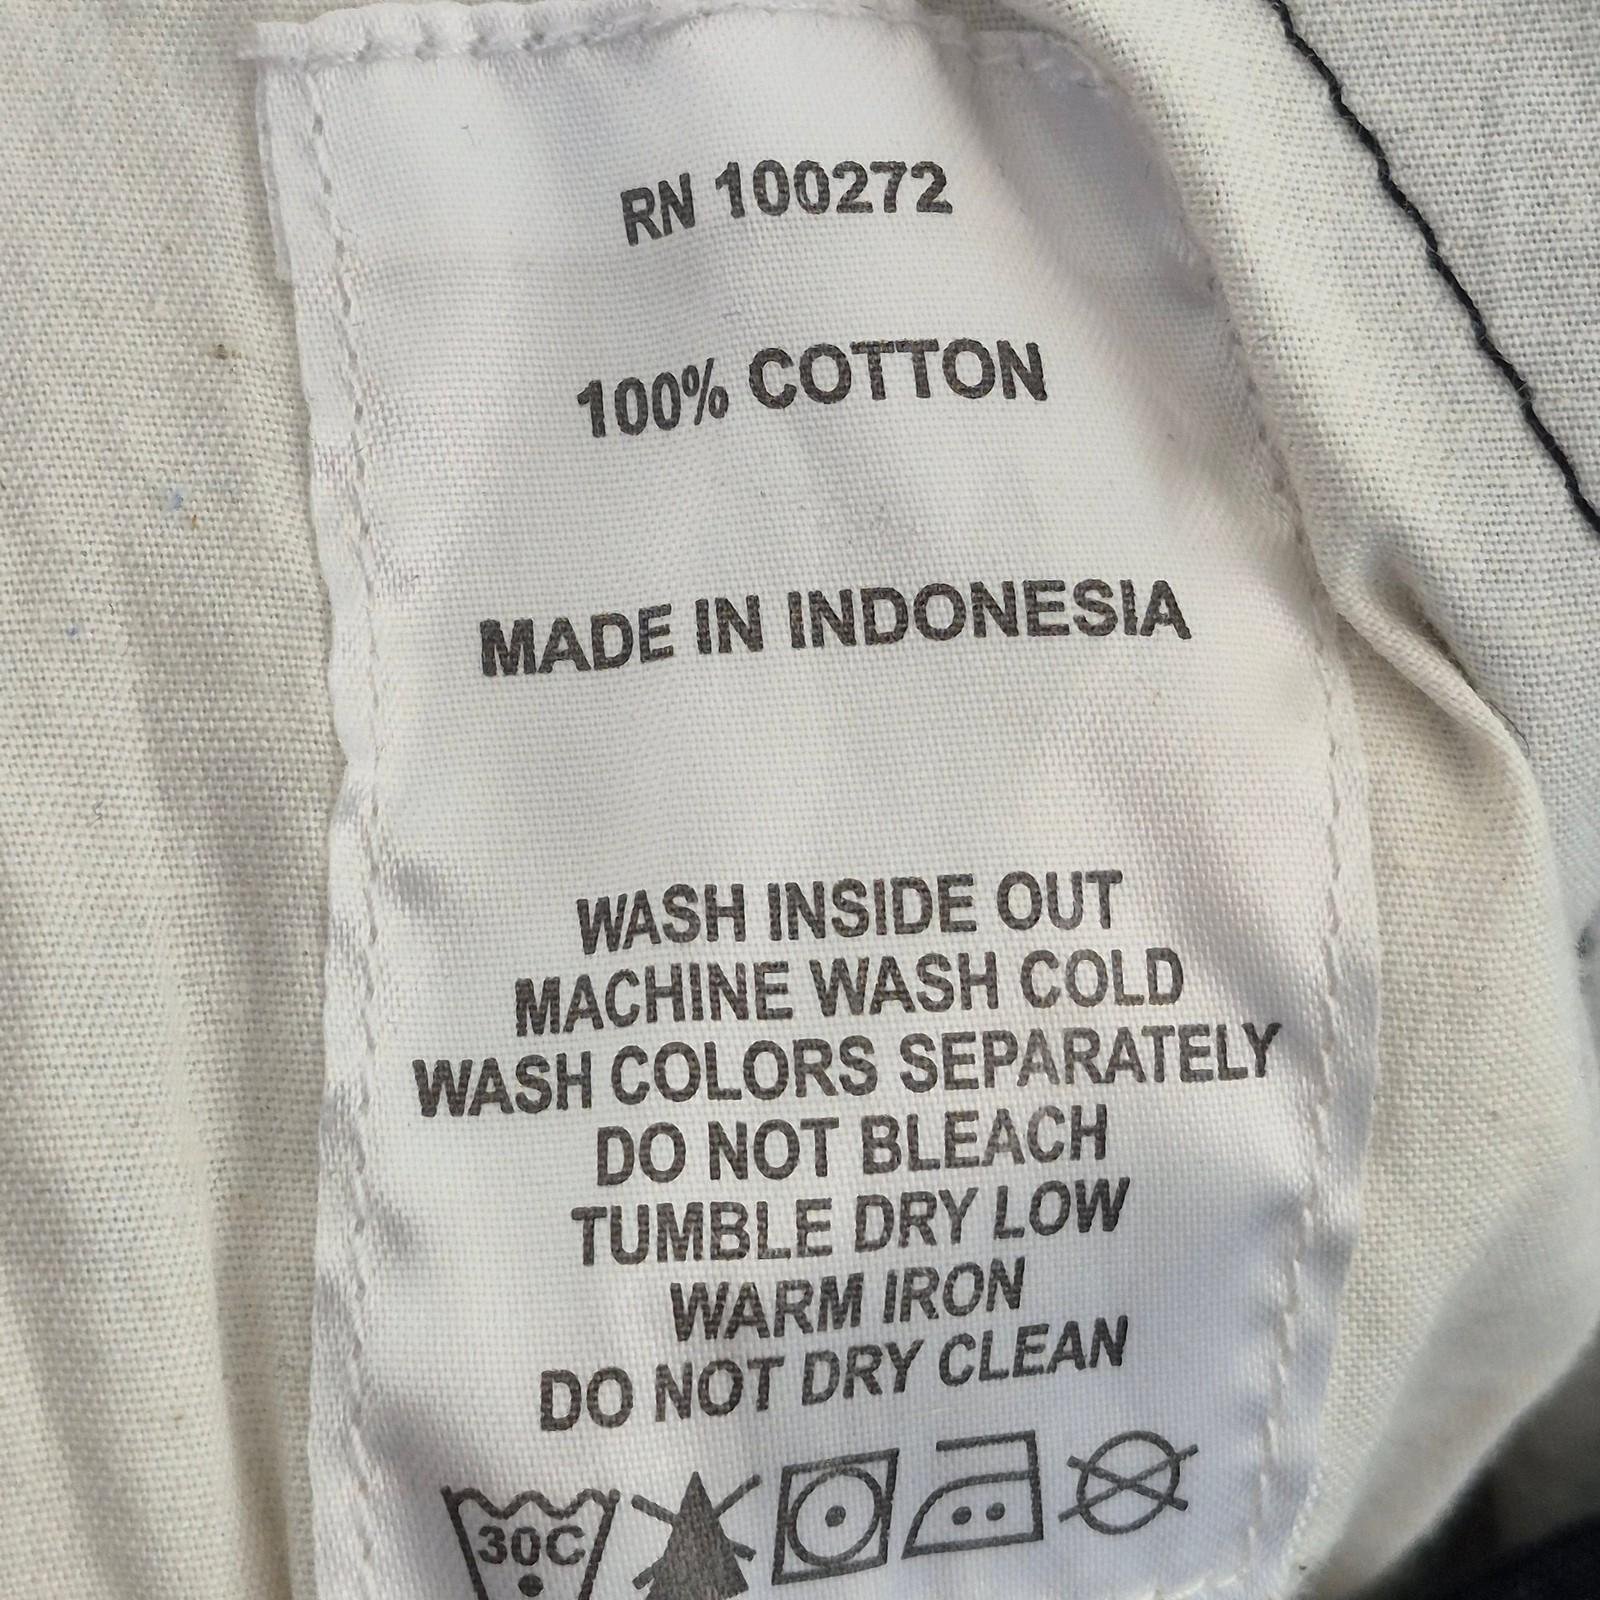 RN 100272
100% COTTON
MADE IN INDONESIA
WASH INSIDE OUT
MACHINE WASH COLD
WASH COLORS SEPARATELY
DO NOT BLEACH
TUMBLE DRY LOW
WARM IRON
DO NOT DRY CLEAN
30C